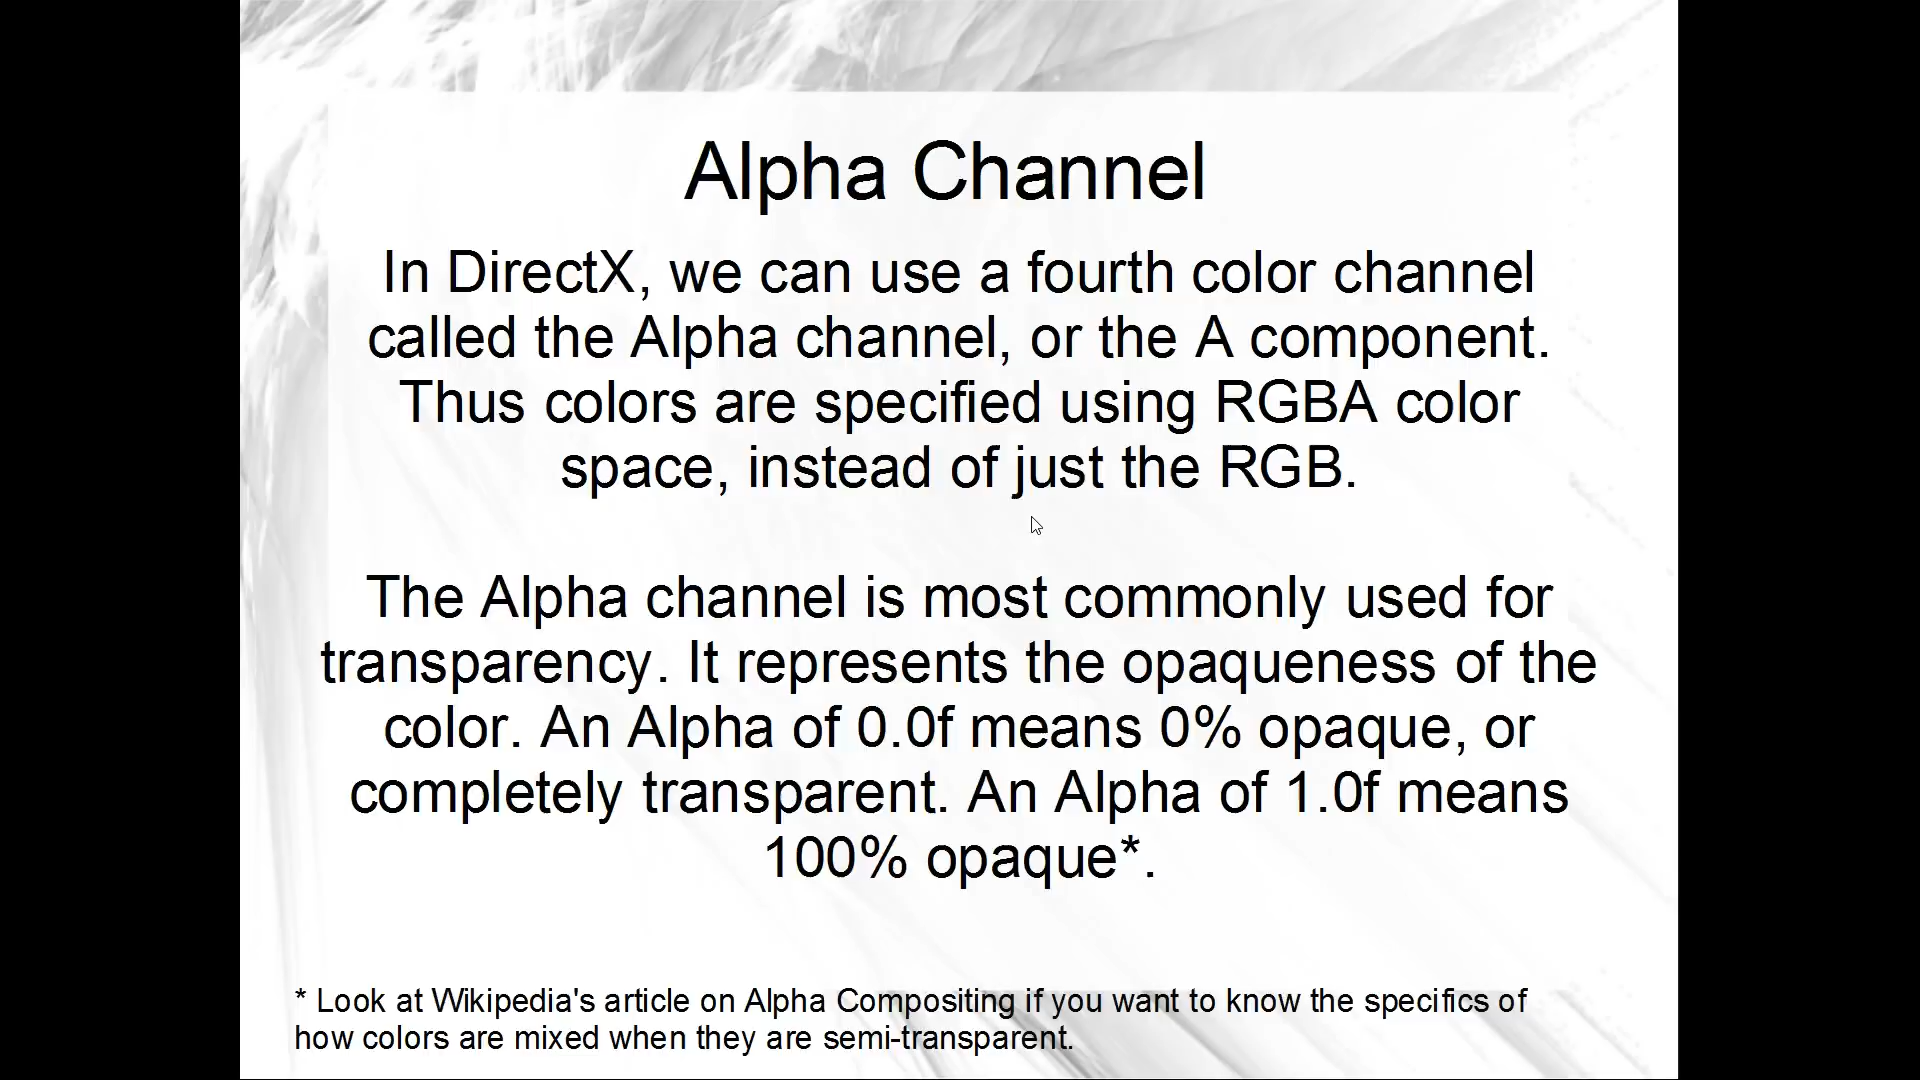 Alpha Channel
In DirectX, we can use a fourth color channel
called the Alpha channel, or the A component.
Thus colors are specified using RGBA color
space, instead of just the RGB.
The Alpha channel is most commonly used for
transparency. It represents the opaqueness of the
color. An Alpha of 0.0f means 0% opaque, or
completely transparent. An Alpha of 1.0f means
100% opaque*.
* Look at Wikipedia's article on Alpha Compositing if you want to know the specifics of
how colors are mixed when they are semi-transparent.